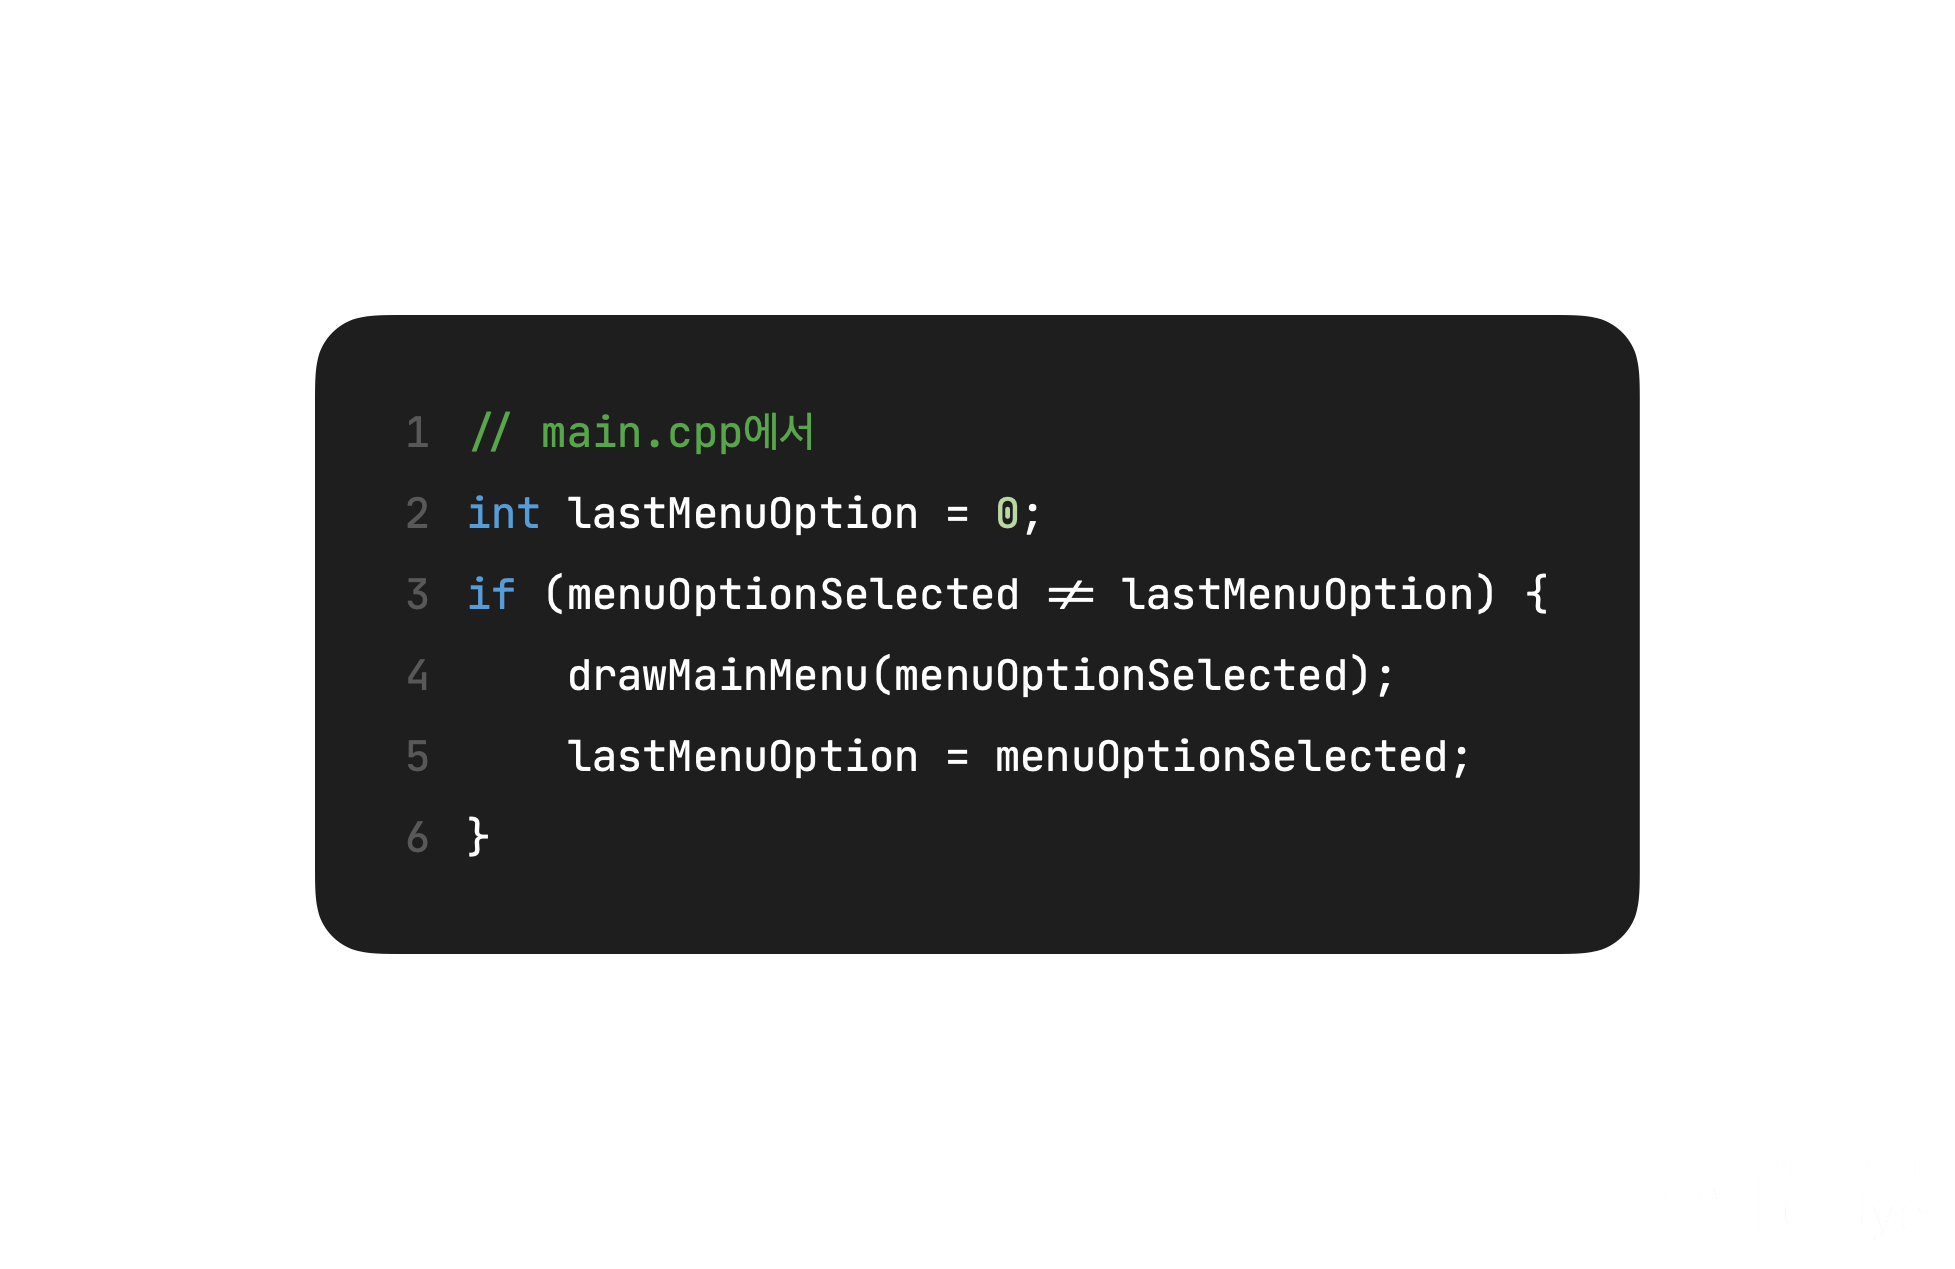 1 // main.cpp에서
2 int lastMenuOption = 0;
3 if (menuOptionSelected != lastMenuOption) {
4 drawMainMenu(menuOptionSelected);
5 lastMenuOption = menuOptionSelected;
6 }